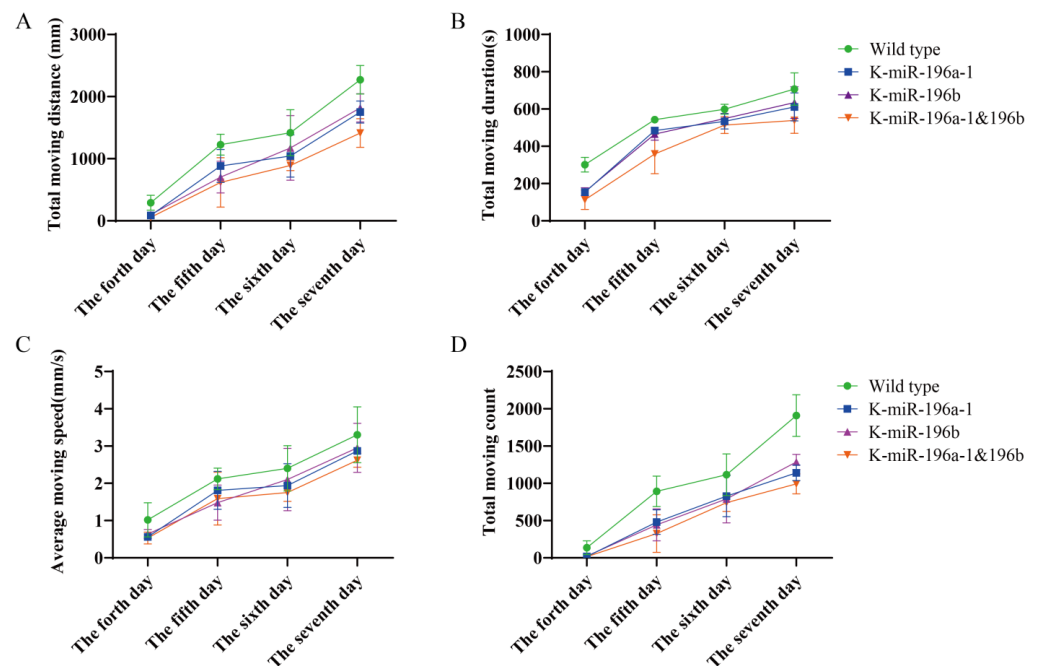 A
Total moving distance (mm)
3000
2000
1000
0
The forth day
The fifth day
The sixth day
The seventh day
B
Total moving duration(s)
1000
800
600
400
200
0
The forth day
The fifth day
The sixth day
The seventh day
Wild type
K-miR-196a-1
K-miR-196b
K-miR-196a-1&196b
C
Average moving speed(mm/s)
5
4
3
2
1
0
The forth day
The fifth day
The sixth day
The seventh day
D
Total moving count
2500
2000
1500
1000
500
0
The forth day
The fifth day
The sixth day
The seventh day
Wild type
K-miR-196a-1
K-miR-196b
K-miR-196a-1&196b